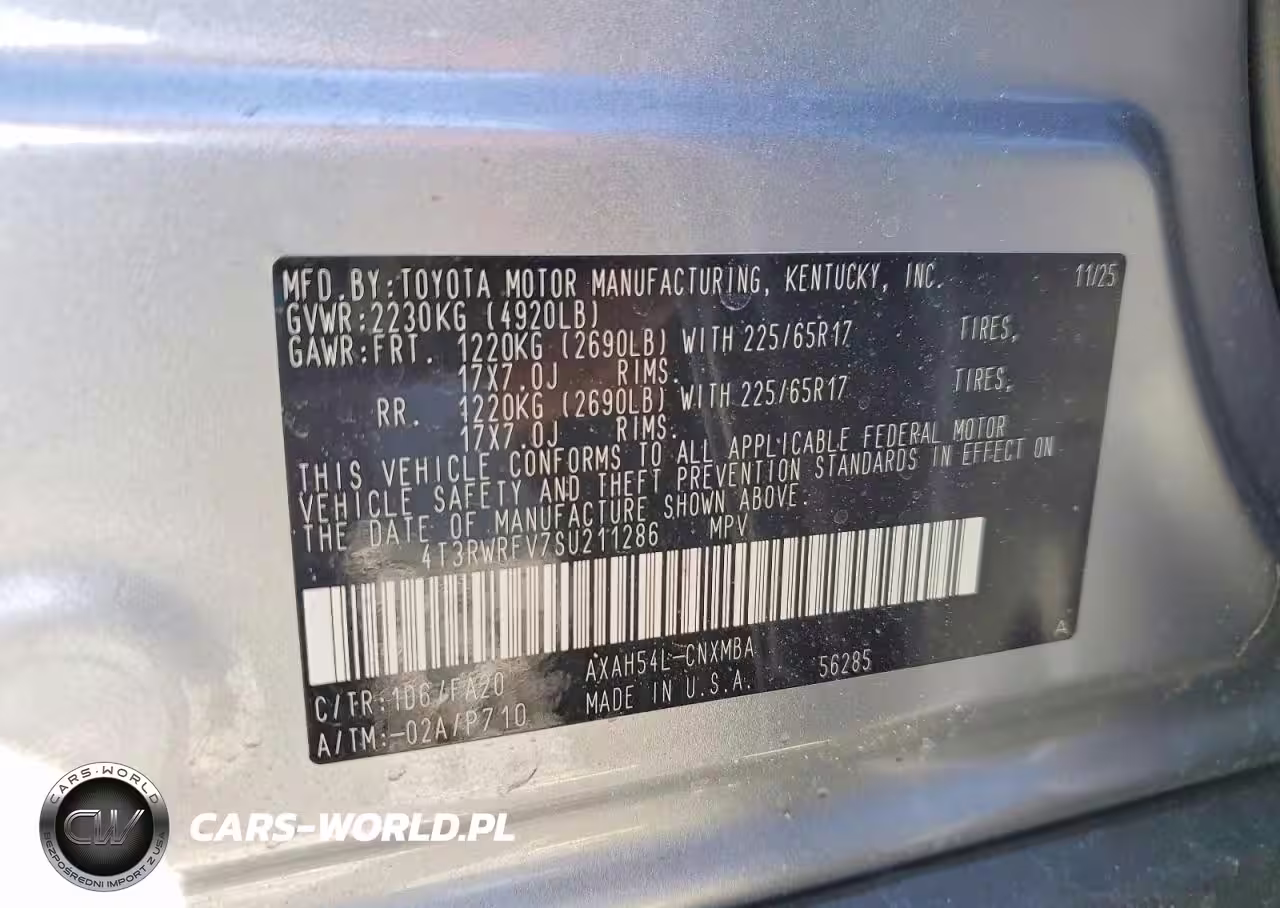 MFD.BY:TOYOTA MOTOR MANUFACTURING, KENTUCKY, INC. 11/25
GVWR:2230KG (4920LB)
GAWR:FRT. 1220KG (2690LB) WITH 225/65R17 TIRES,
17X7.0J RIMS.
RR. 1220KG (2690LB) WITH 225/65R17 TIRES,
17X7.0J RIMS.
THIS VEHICLE CONFORMS TO ALL APPLICABLE FEDERAL MOTOR
VEHICLE SAFETY AND THEFT PREVENTION STANDARDS IN EFFECT ON
THE DATE OF MANUFACTURE SHOWN ABOVE.
4T3RWRFV7SU211286 MPV
C/TR:1D6/FA20 AXAH54L-CNXMBA
A/TM:-02A/P710 MADE IN U.S.A. 56285
A
CARS-WORLD
CW
BEZPOŚREDNI IMPORT Z USA
CARS-WORLD.PL